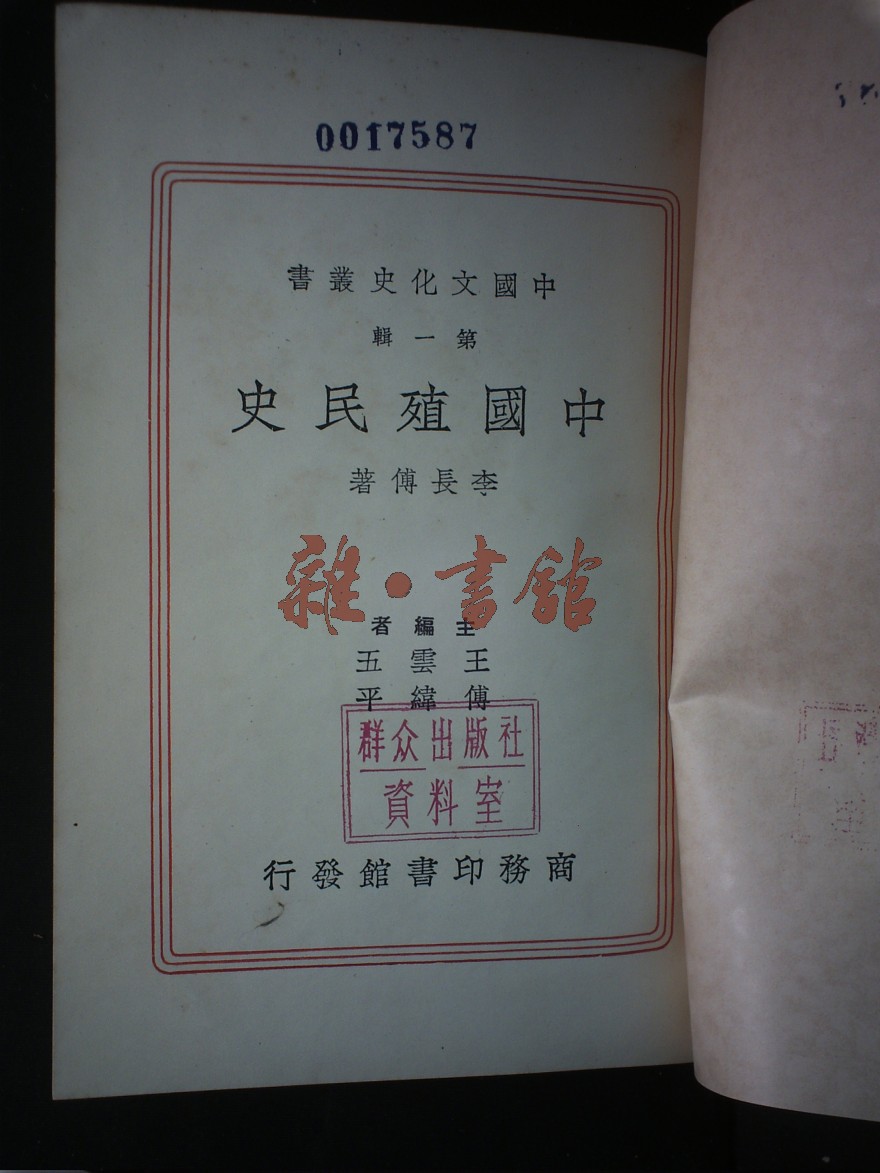 0017587
中國文化史叢書
第一輯
中國殖民史
李長傅著
雜·書館
主編者
王雲五
傅緯平
群众出版社
資料室
商務印書館發行